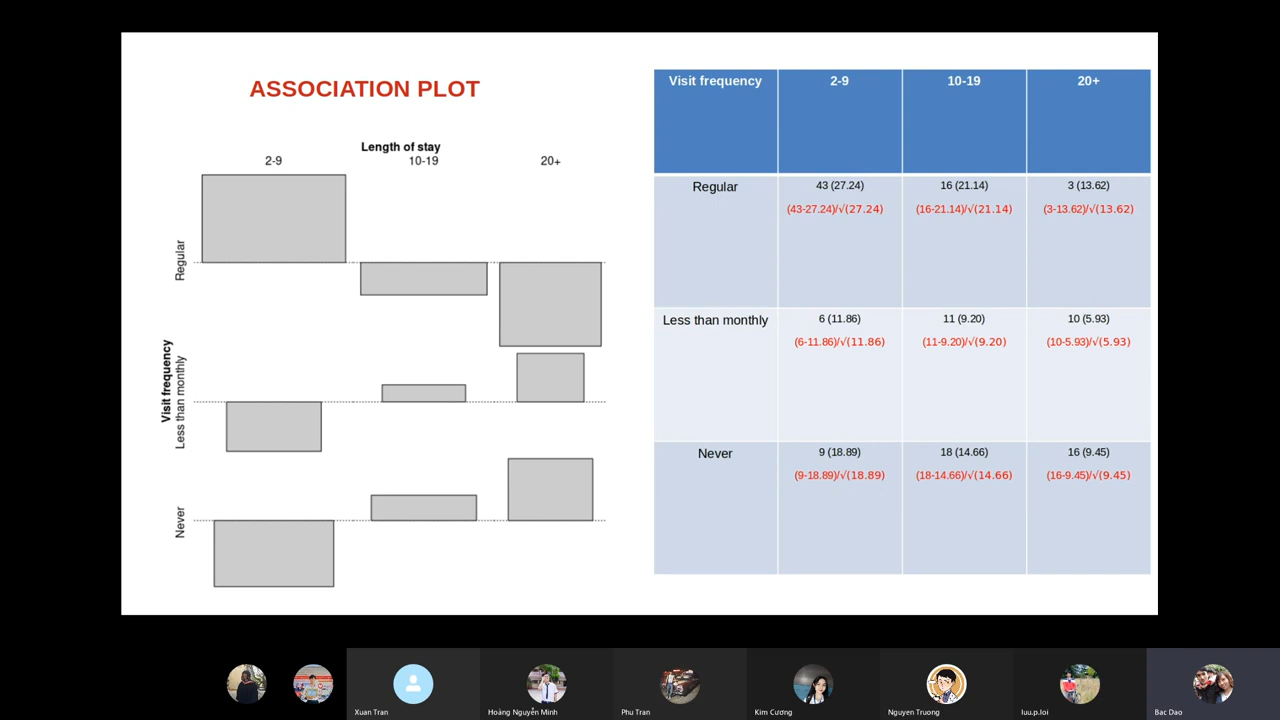 ASSOCIATION PLOT
Length of stay
2-9 10-19 20+
Regular
Less than monthly
Never
Visit frequency
Visit frequency 2-9 10-19 20+
Regular 43 (27.24) 16 (21.14) 3 (13.62)
(43-27.24)/√(27.24) (16-21.14)/√(21.14) (3-13.62)/√(13.62)
Less than monthly 6 (11.86) 11 (9.20) 10 (5.93)
(6-11.86)/√(11.86) (11-9.20)/√(9.20) (10-5.93)/√(5.93)
Never 9 (18.89) 18 (14.66) 16 (9.45)
(9-18.89)/√(18.89) (18-14.66)/√(14.66) (16-9.45)/√(9.45)
Xuan Tran
Hoàng Nguyễn Minh
Phu Tran
Kim Cương
Nguyen Truong
luu.p.loi
Bac Dao